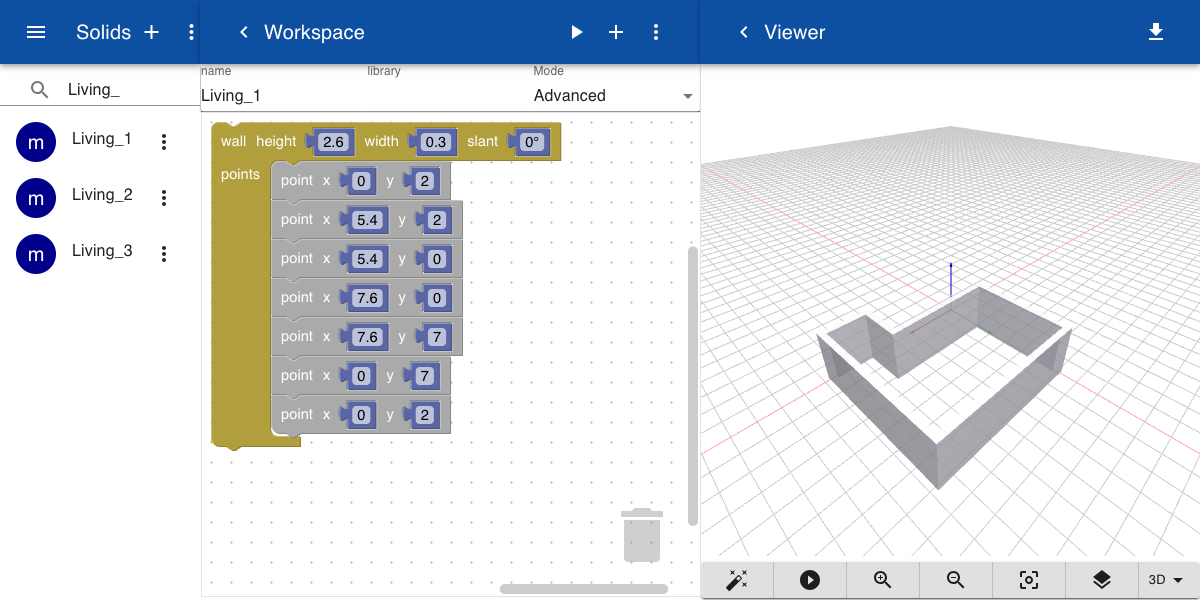 Solids
Workspace
Viewer
Living_
name
library
Mode
Living_1
Advanced
Living_1
Living_2
Living_3
m
m
m
wall height 2.6 width 0.3 slant 0°
points
point x 0 y 2
point x 5.4 y 2
point x 5.4 y 0
point x 7.6 y 0
point x 7.6 y 7
point x 0 y 7
point x 0 y 2
3D